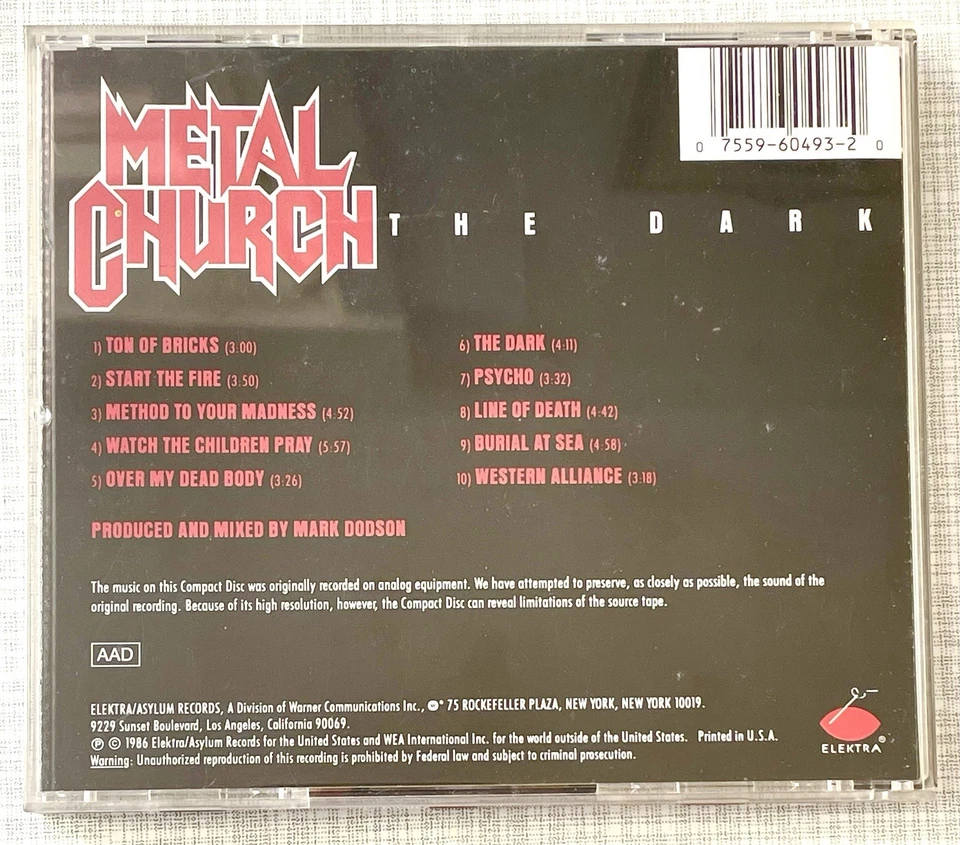 METAL
CHURCH
THE DARK
0 7559-60493-2 0
1) TON OF BRICKS (3:00)
2) START THE FIRE (3:50)
3) METHOD TO YOUR MADNESS (4:52)
4) WATCH THE CHILDREN PRAY (5:57)
5) OVER MY DEAD BODY (3:26)
6) THE DARK (4:11)
7) PSYCHO (3:32)
8) LINE OF DEATH (4:42)
9) BURIAL AT SEA (4:58)
10) WESTERN ALLIANCE (3:18)
PRODUCED AND MIXED BY MARK DODSON
The music on this Compact Disc was originally recorded on analog equipment. We have attempted to preserve, as closely as possible, the sound of the
original recording. Because of its high resolution, however, the Compact Disc can reveal limitations of the source tape.
AAD
ELEKTRA/ASYLUM RECORDS, A Division of Warner Communications Inc., 75 ROCKEFELLER PLAZA, NEW YORK, NEW YORK 10019.
9229 Sunset Boulevard, Los Angeles, California 90069.
℗ © 1986 Elektra/Asylum Records for the United States and WEA International Inc. for the world outside of the United States. Printed in U.S.A.
Warning: Unauthorized reproduction of this recording is prohibited by Federal law and subject to criminal prosecution.
ELEKTRA®